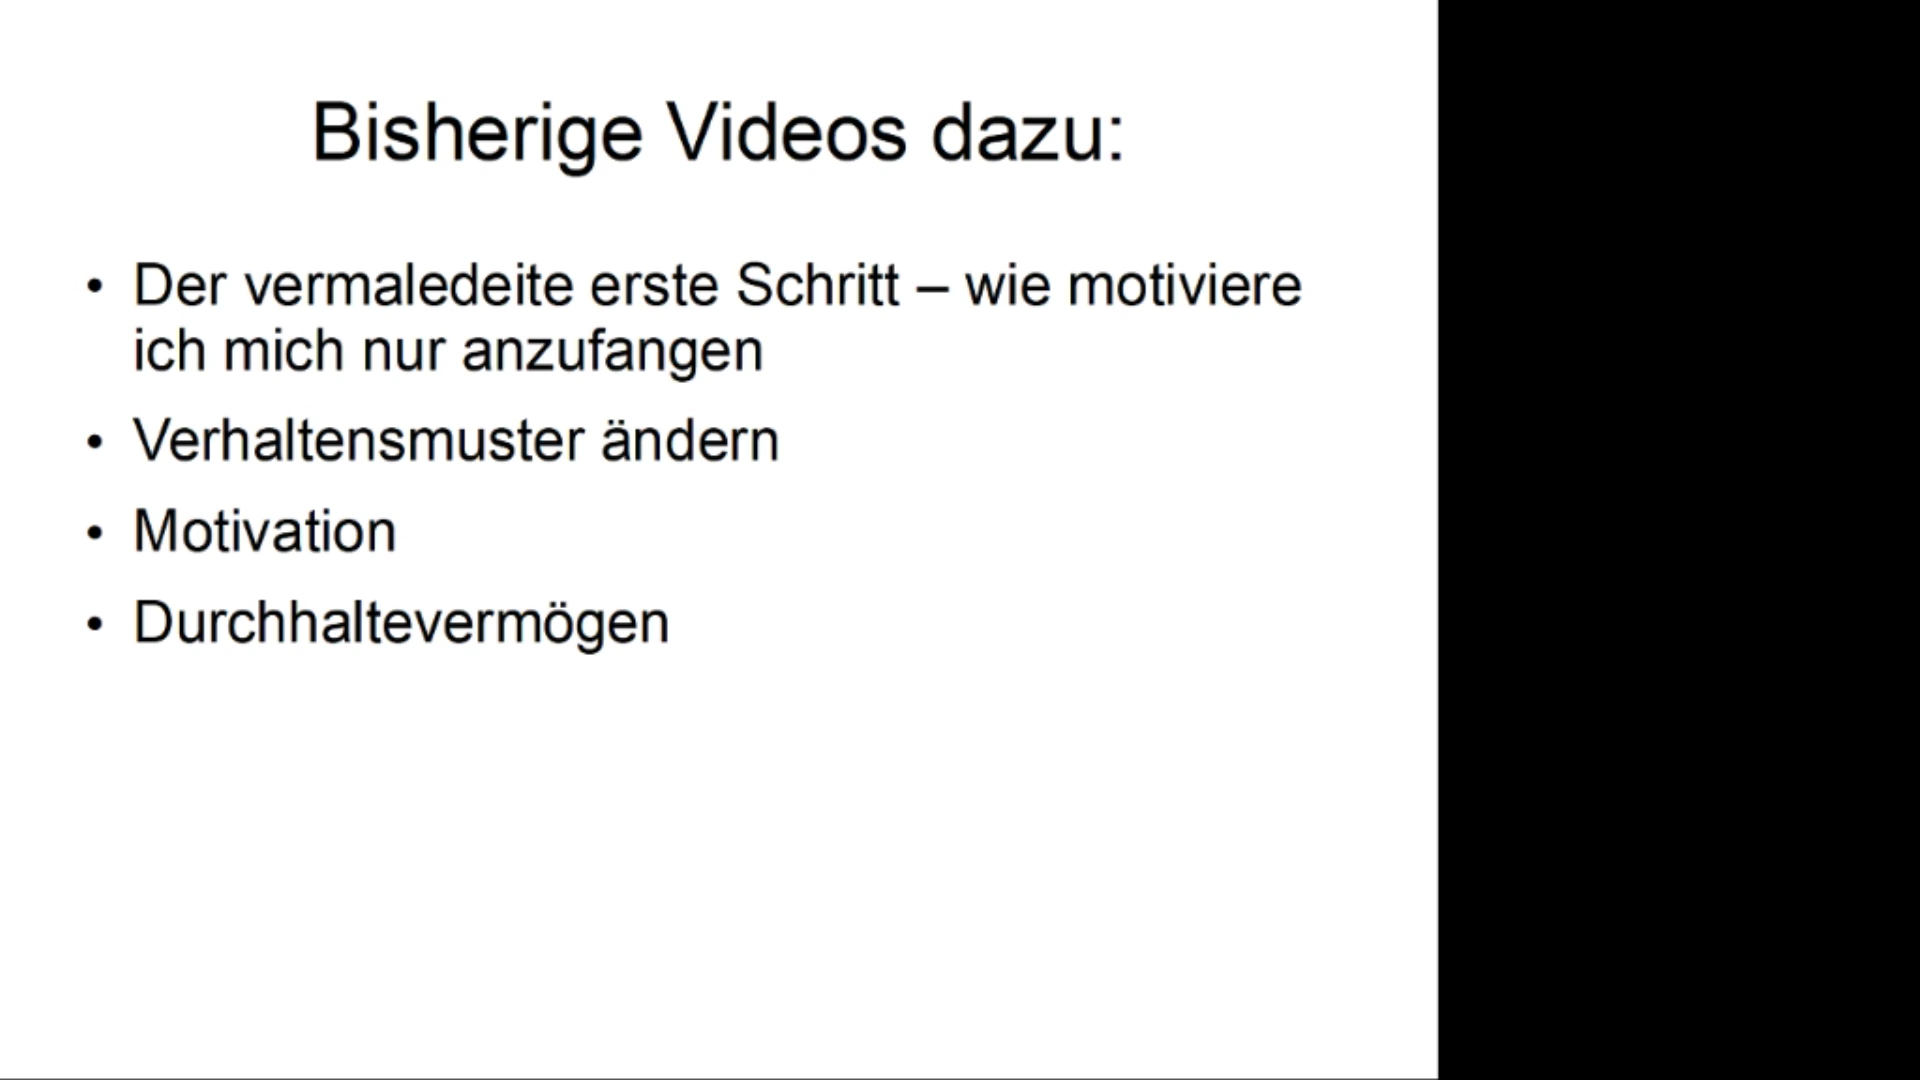 Bisherige Videos dazu:
• Der vermaledeite erste Schritt – wie motiviere
ich mich nur anzufangen
• Verhaltensmuster ändern
• Motivation
• Durchhaltevermögen